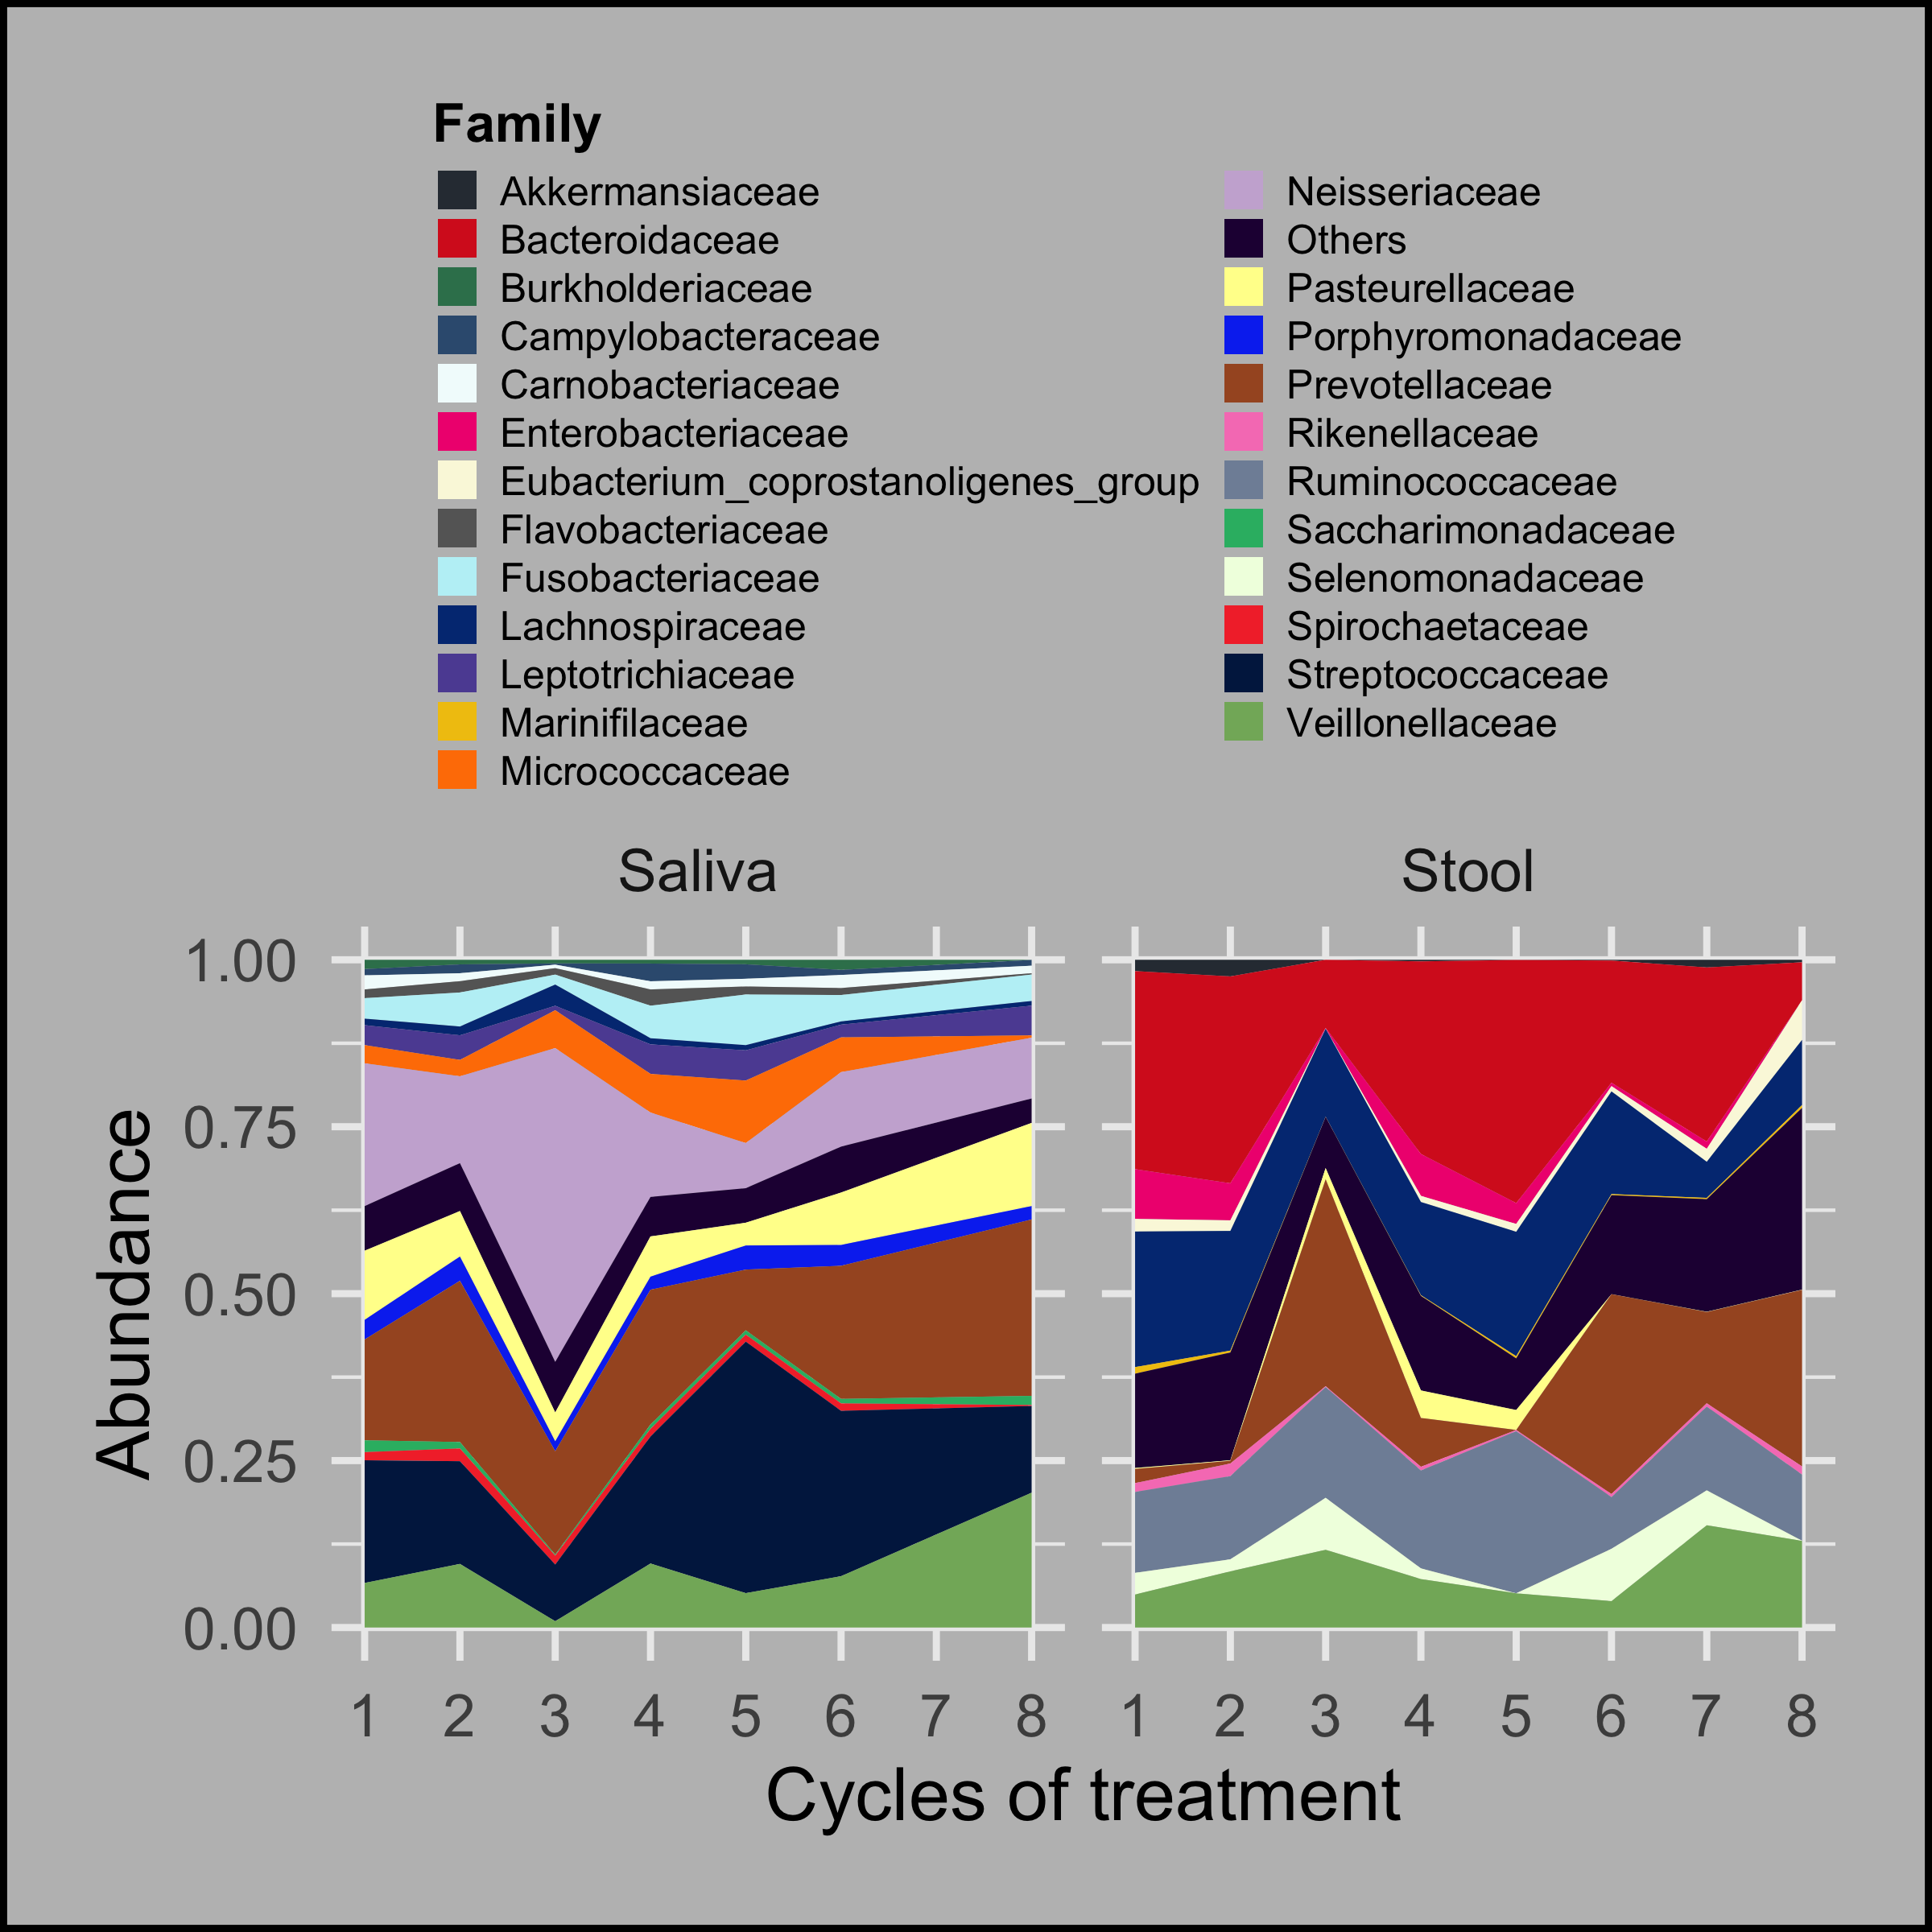 Family
Akkermansiaceae
Bacteroidaceae
Burkholderiaceae
Campylobacteraceae
Carnobacteriaceae
Enterobacteriaceae
Eubacterium_coprostanoligenes_group
Flavobacteriaceae
Fusobacteriaceae
Lachnospiraceae
Leptotrichiaceae
Marinifilaceae
Micrococcaceae
Neisseriaceae
Others
Pasteurellaceae
Porphyromonadaceae
Prevotellaceae
Rikenellaceae
Ruminococcaceae
Saccharimonadaceae
Selenomonadaceae
Spirochaetaceae
Streptococcaceae
Veillonellaceae
Saliva
Stool
Abundance
1.00
0.75
0.50
0.25
0.00
1 2 3 4 5 6 7 8
1 2 3 4 5 6 7 8
Cycles of treatment